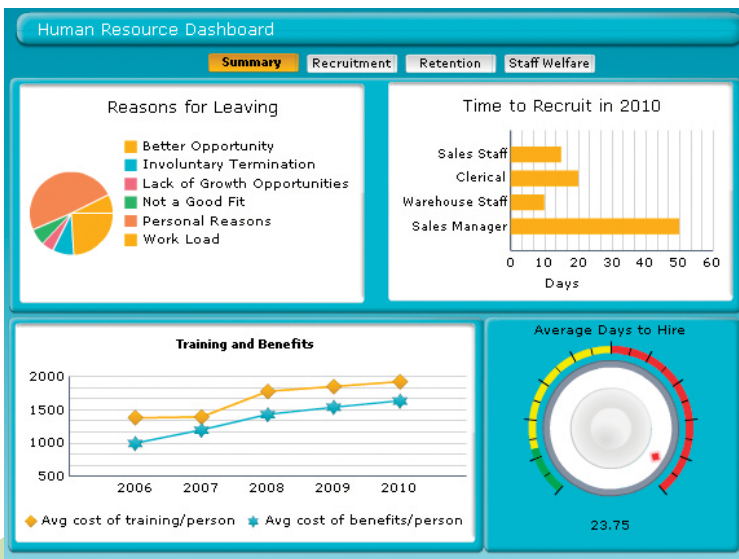 Human Resource Dashboard
Summary Recruitment Retention Staff Welfare
Reasons for Leaving
Better Opportunity
Involuntary Termination
Lack of Growth Opportunities
Not a Good Fit
Personal Reasons
Work Load
Time to Recruit in 2010
Sales Staff
Clerical
Warehouse Staff
Sales Manager
0 10 20 30 40 50 60
Days
Training and Benefits
2000
1500
1000
500
2006 2007 2008 2009 2010
Avg cost of training/person Avg cost of benefits/person
Average Days to Hire
23.75